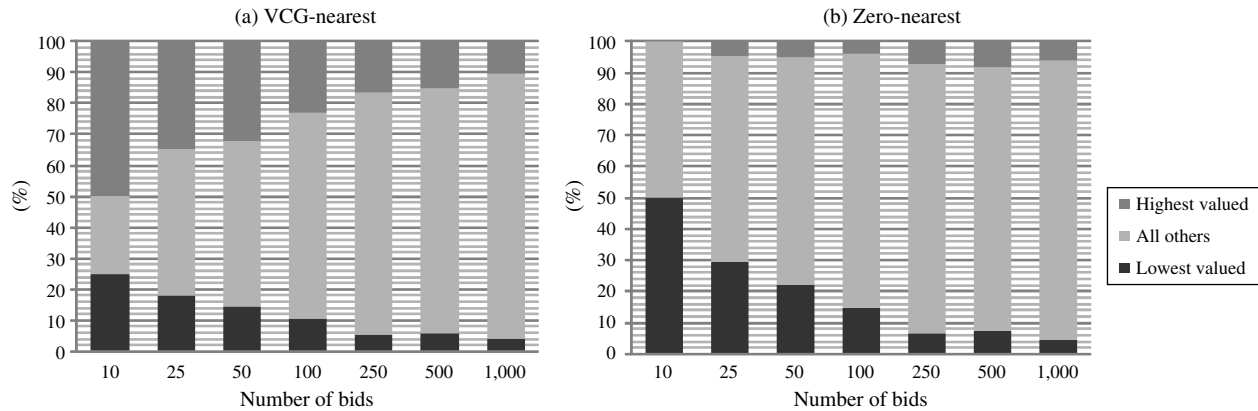 (a) VCG-nearest
100
90
80
70
60
50
40
30
20
10
0
(%)
10 25 50 100 250 500 1,000
Number of bids
(b) Zero-nearest
100
90
80
70
60
50
40
30
20
10
0
(%)
10 25 50 100 250 500 1,000
Number of bids
Highest valued
All others
Lowest valued